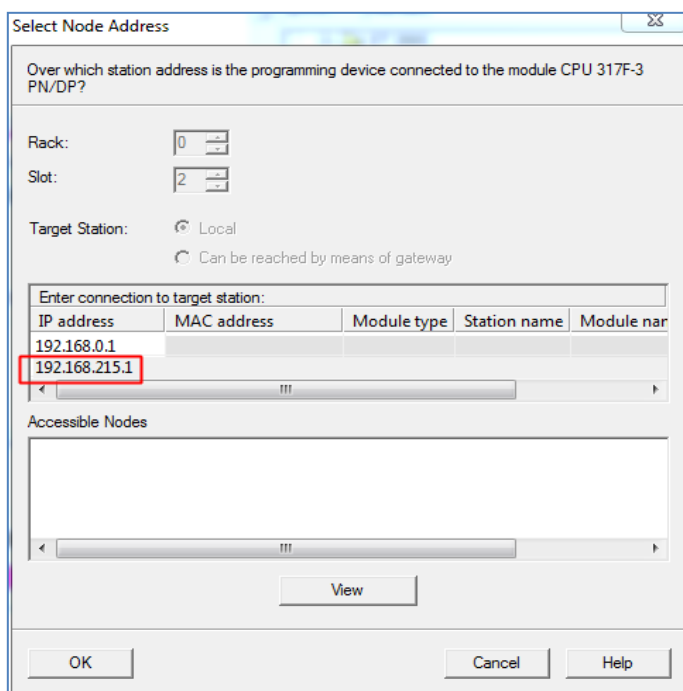 Select Node Address
Over which station address is the programming device connected to the module CPU 317F-3
PN/DP?
Rack:
0
Slot:
2
Target Station:
Local
Can be reached by means of gateway
Enter connection to target station:
IP address MAC address Module type Station name Module nar
192.168.0.1
192.168.215.1
Accessible Nodes
View
OK Cancel Help